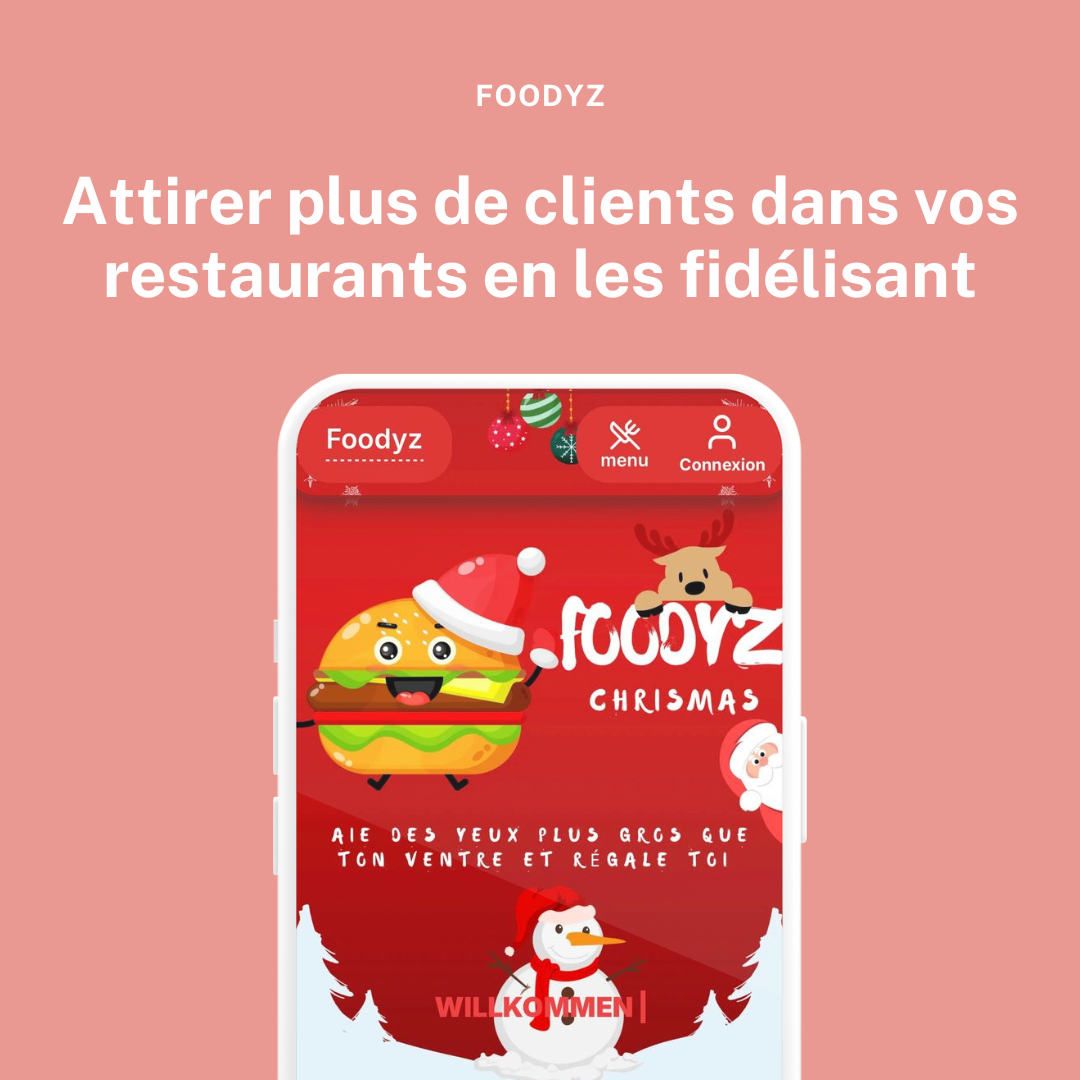 FOODYZ
Attirer plus de clients dans vos
restaurants en les fidélisant
Foodyz
menu
Connexion
FOODYZ
CHRISMAS
AIE DES YEUX PLUS GROS QUE
TON VENTRE ET RÉGALE TOI
WILLKOMMEN|